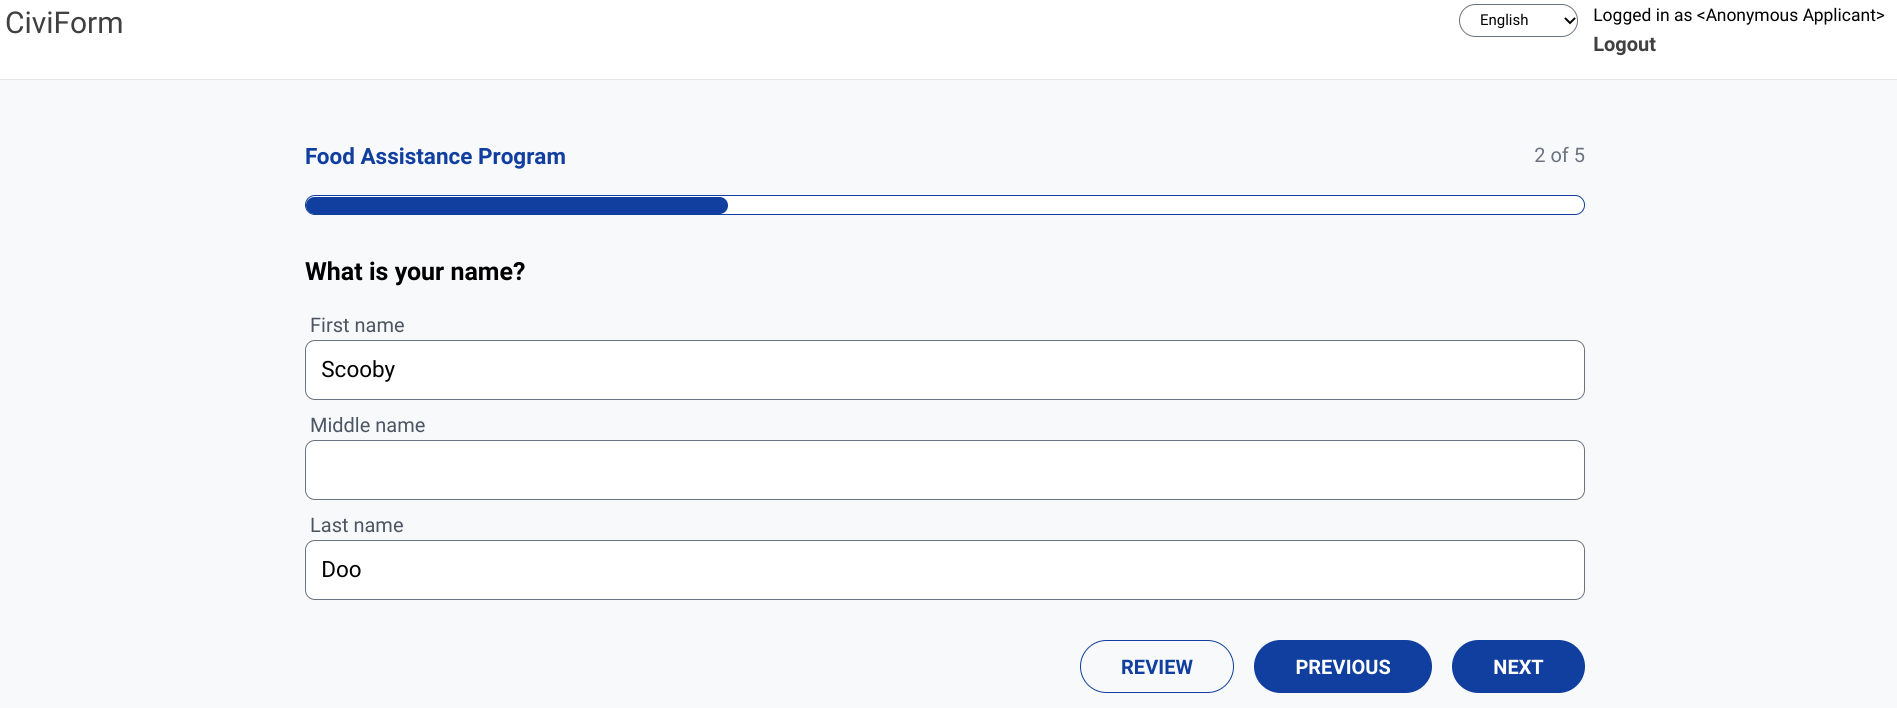 CiviForm
English
Logged in as <Anonymous Applicant>
Logout
Food Assistance Program
2 of 5
What is your name?
First name
Scooby
Middle name
Last name
Doo
REVIEW
PREVIOUS
NEXT